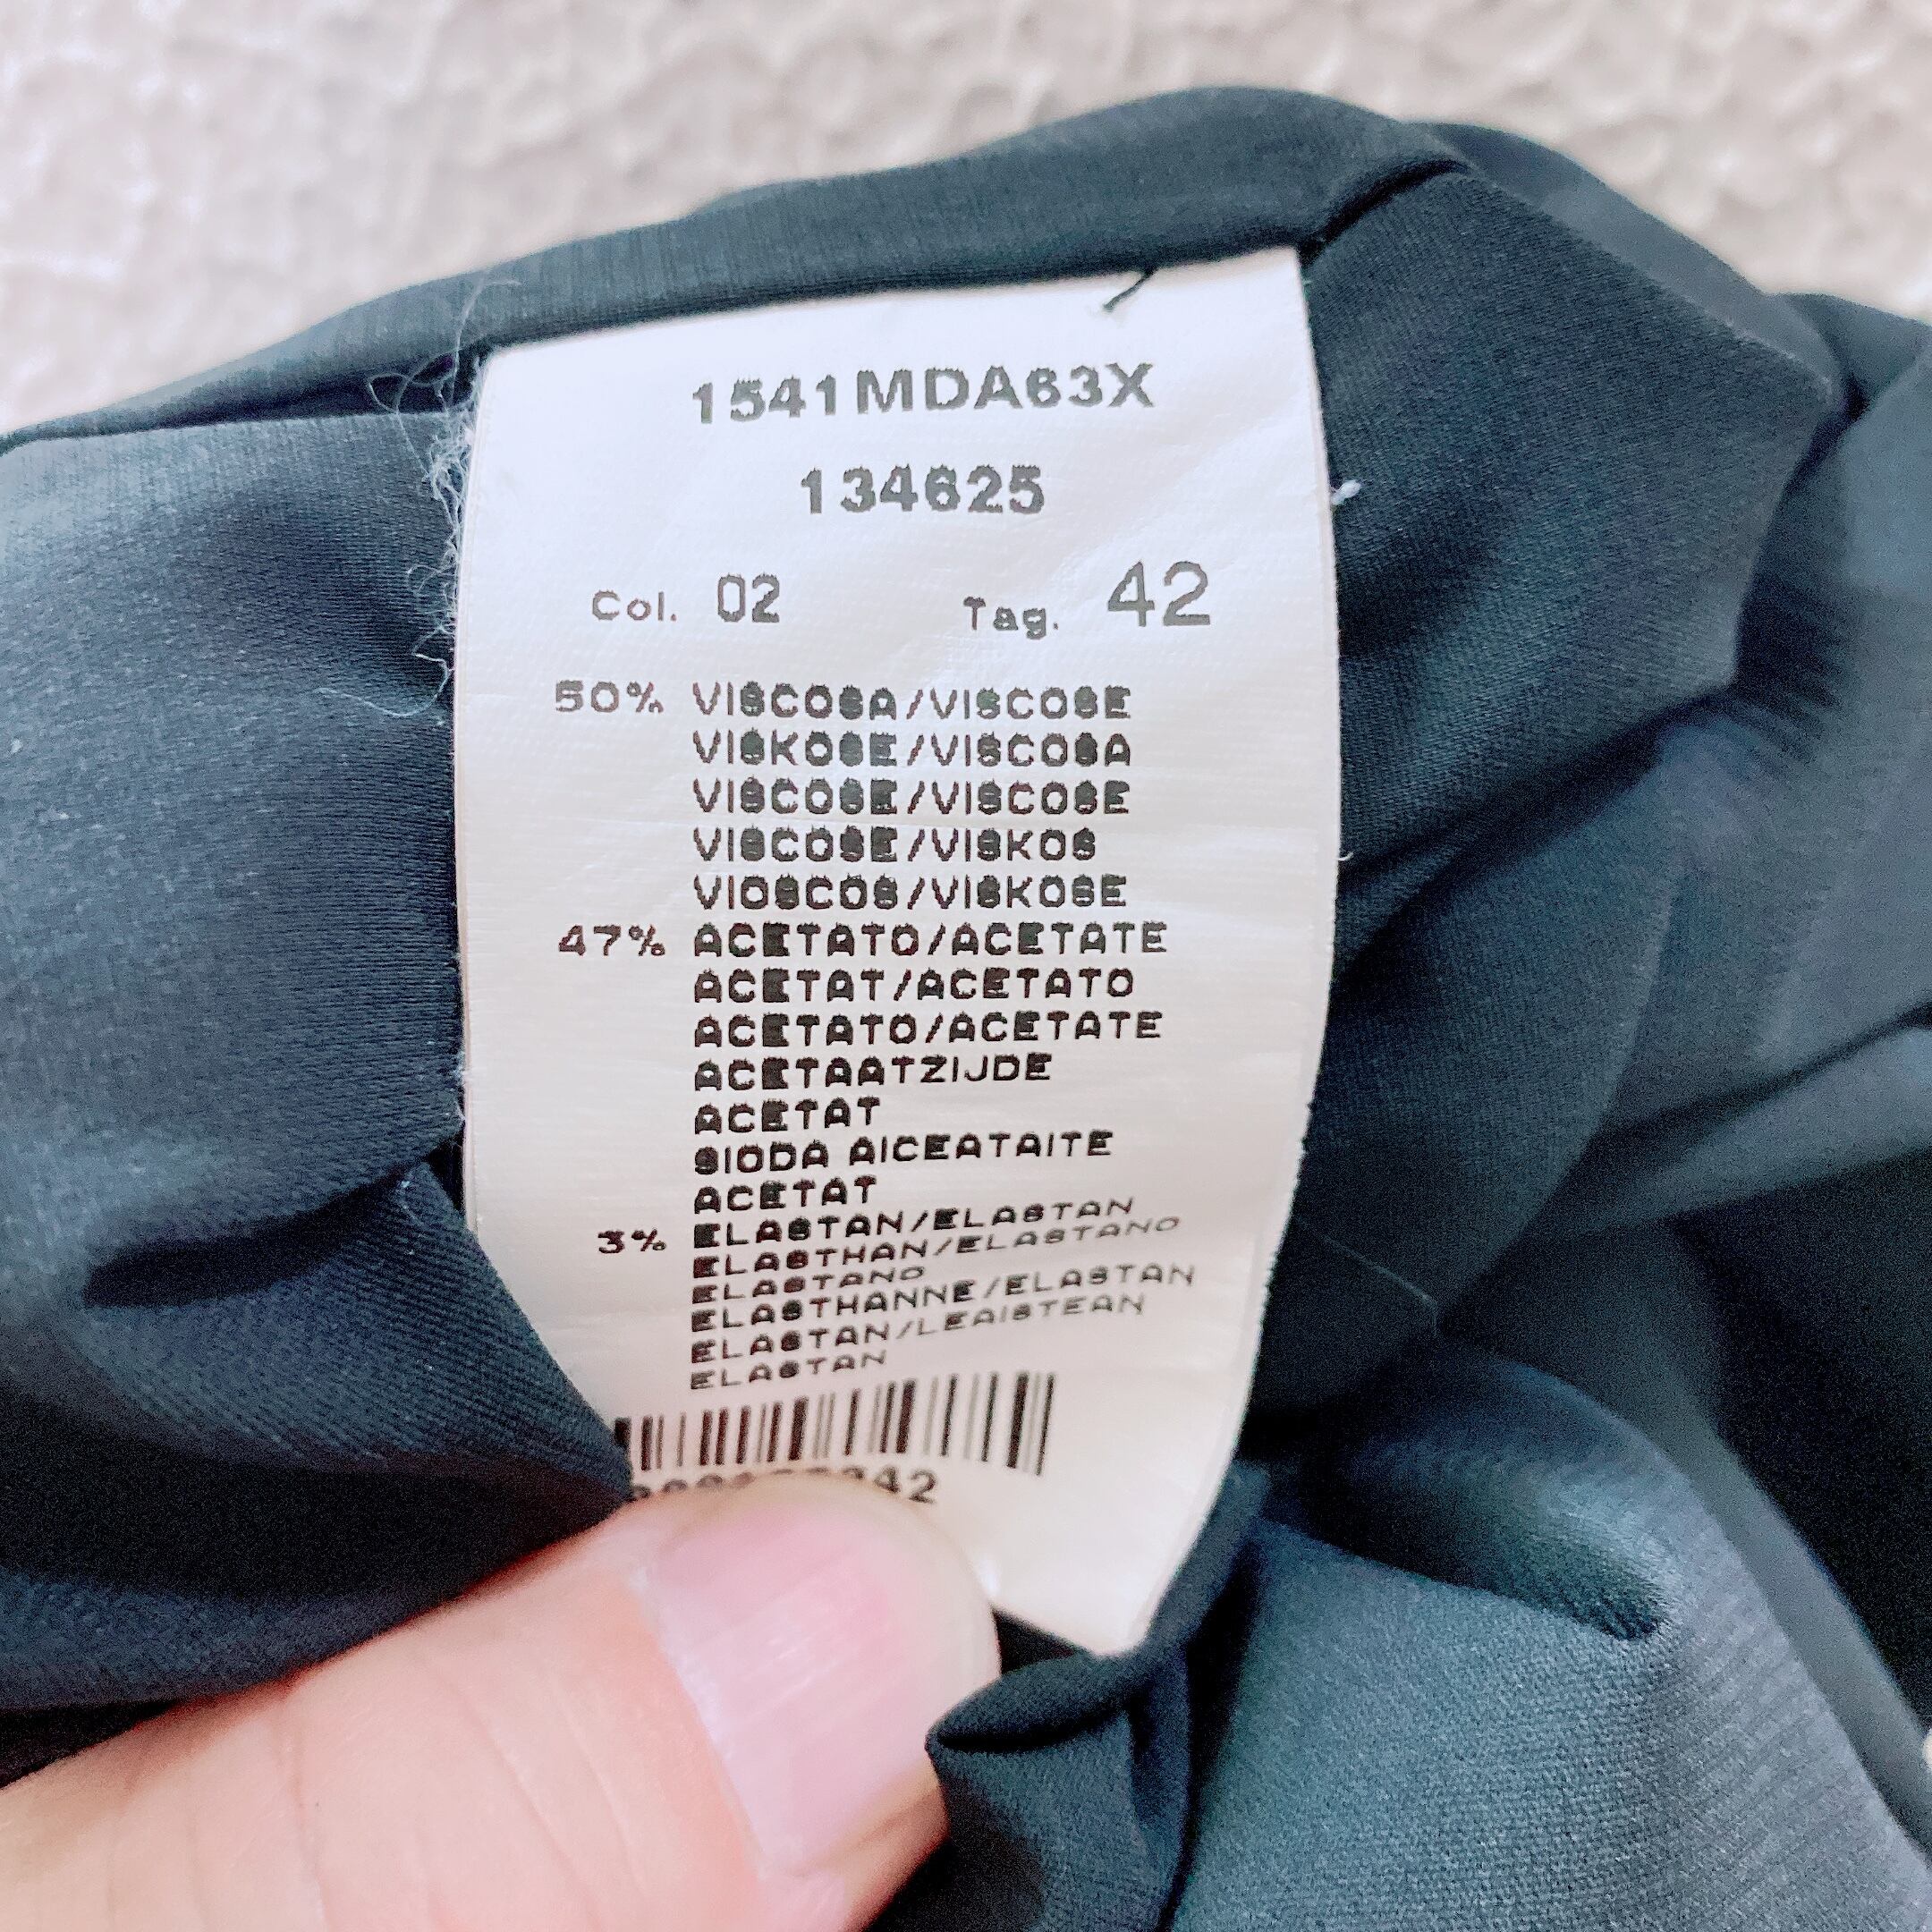 1541MDA63X
134625
Col. 02 Tag. 42
50% VISCOSA/VISCOSE
VISKOSE/VISCOSA
VISCOSE/VISCOSE
VISCOSE/VISKOS
VIOSCOS/VISKOSE
47% ACETATO/ACETATE
ACETAT/ACETATO
ACETATO/ACETATE
ACETAATZIJDE
ACETAT
SIODA AICEATAITE
ACETAT
3% ELASTAN/ELASTAN
ELASTHAN/ELASTANO
ELASTANO
ELASTHANNE/ELASTAN
ELASTAN/LEAISTEAN
ELASTAN